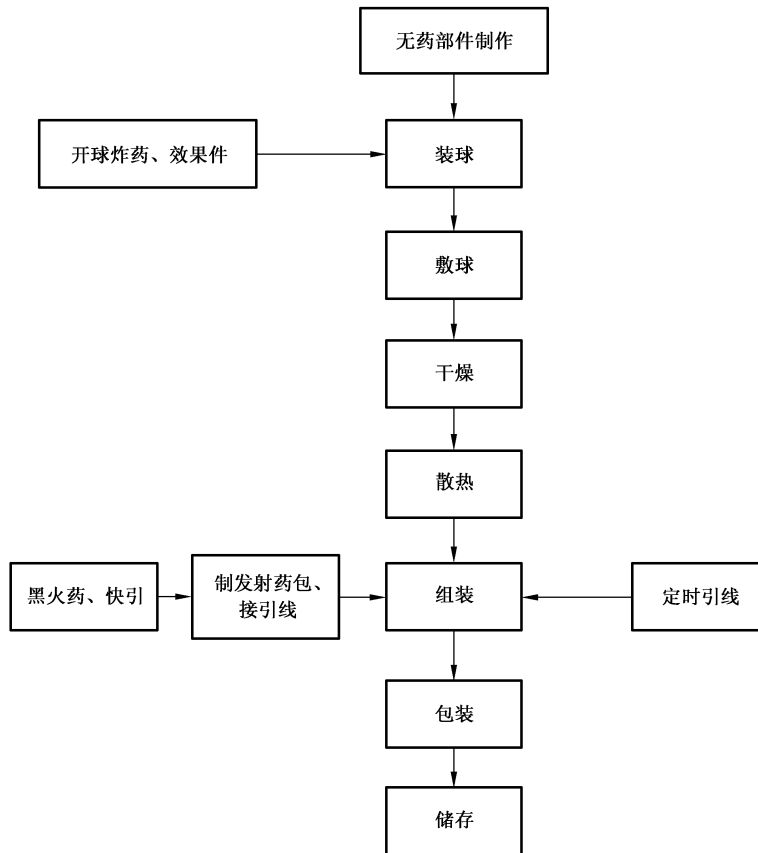 无药部件制作
开球炸药、效果件
装球
敷球
干燥
散热
黑火药、快引
制发射药包、
接引线
组装
定时引线
包装
储存